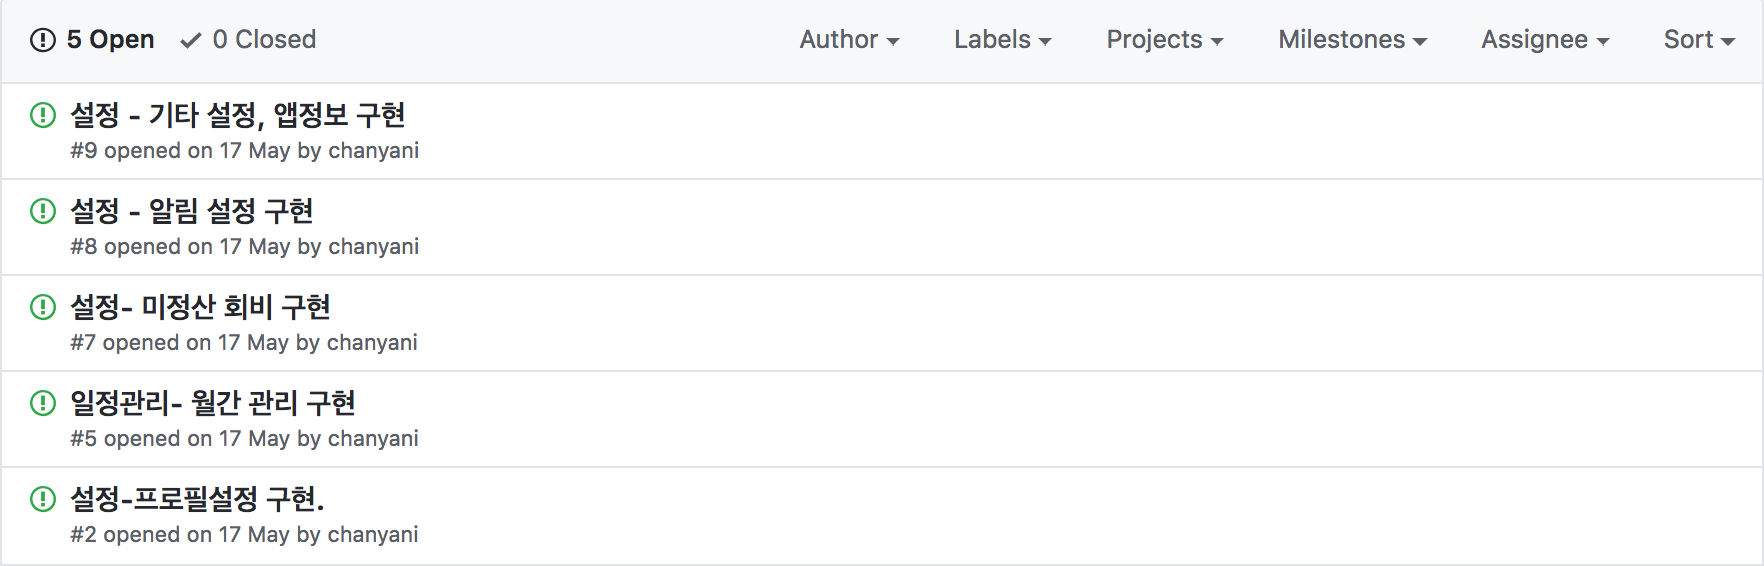 5 Open 0 Closed Author Labels Projects Milestones Assignee Sort
설정 - 기타 설정, 앱정보 구현
#9 opened on 17 May by chanyani
설정 - 알림 설정 구현
#8 opened on 17 May by chanyani
설정- 미정산 회비 구현
#7 opened on 17 May by chanyani
일정관리- 월간 관리 구현
#5 opened on 17 May by chanyani
설정-프로필설정 구현.
#2 opened on 17 May by chanyani